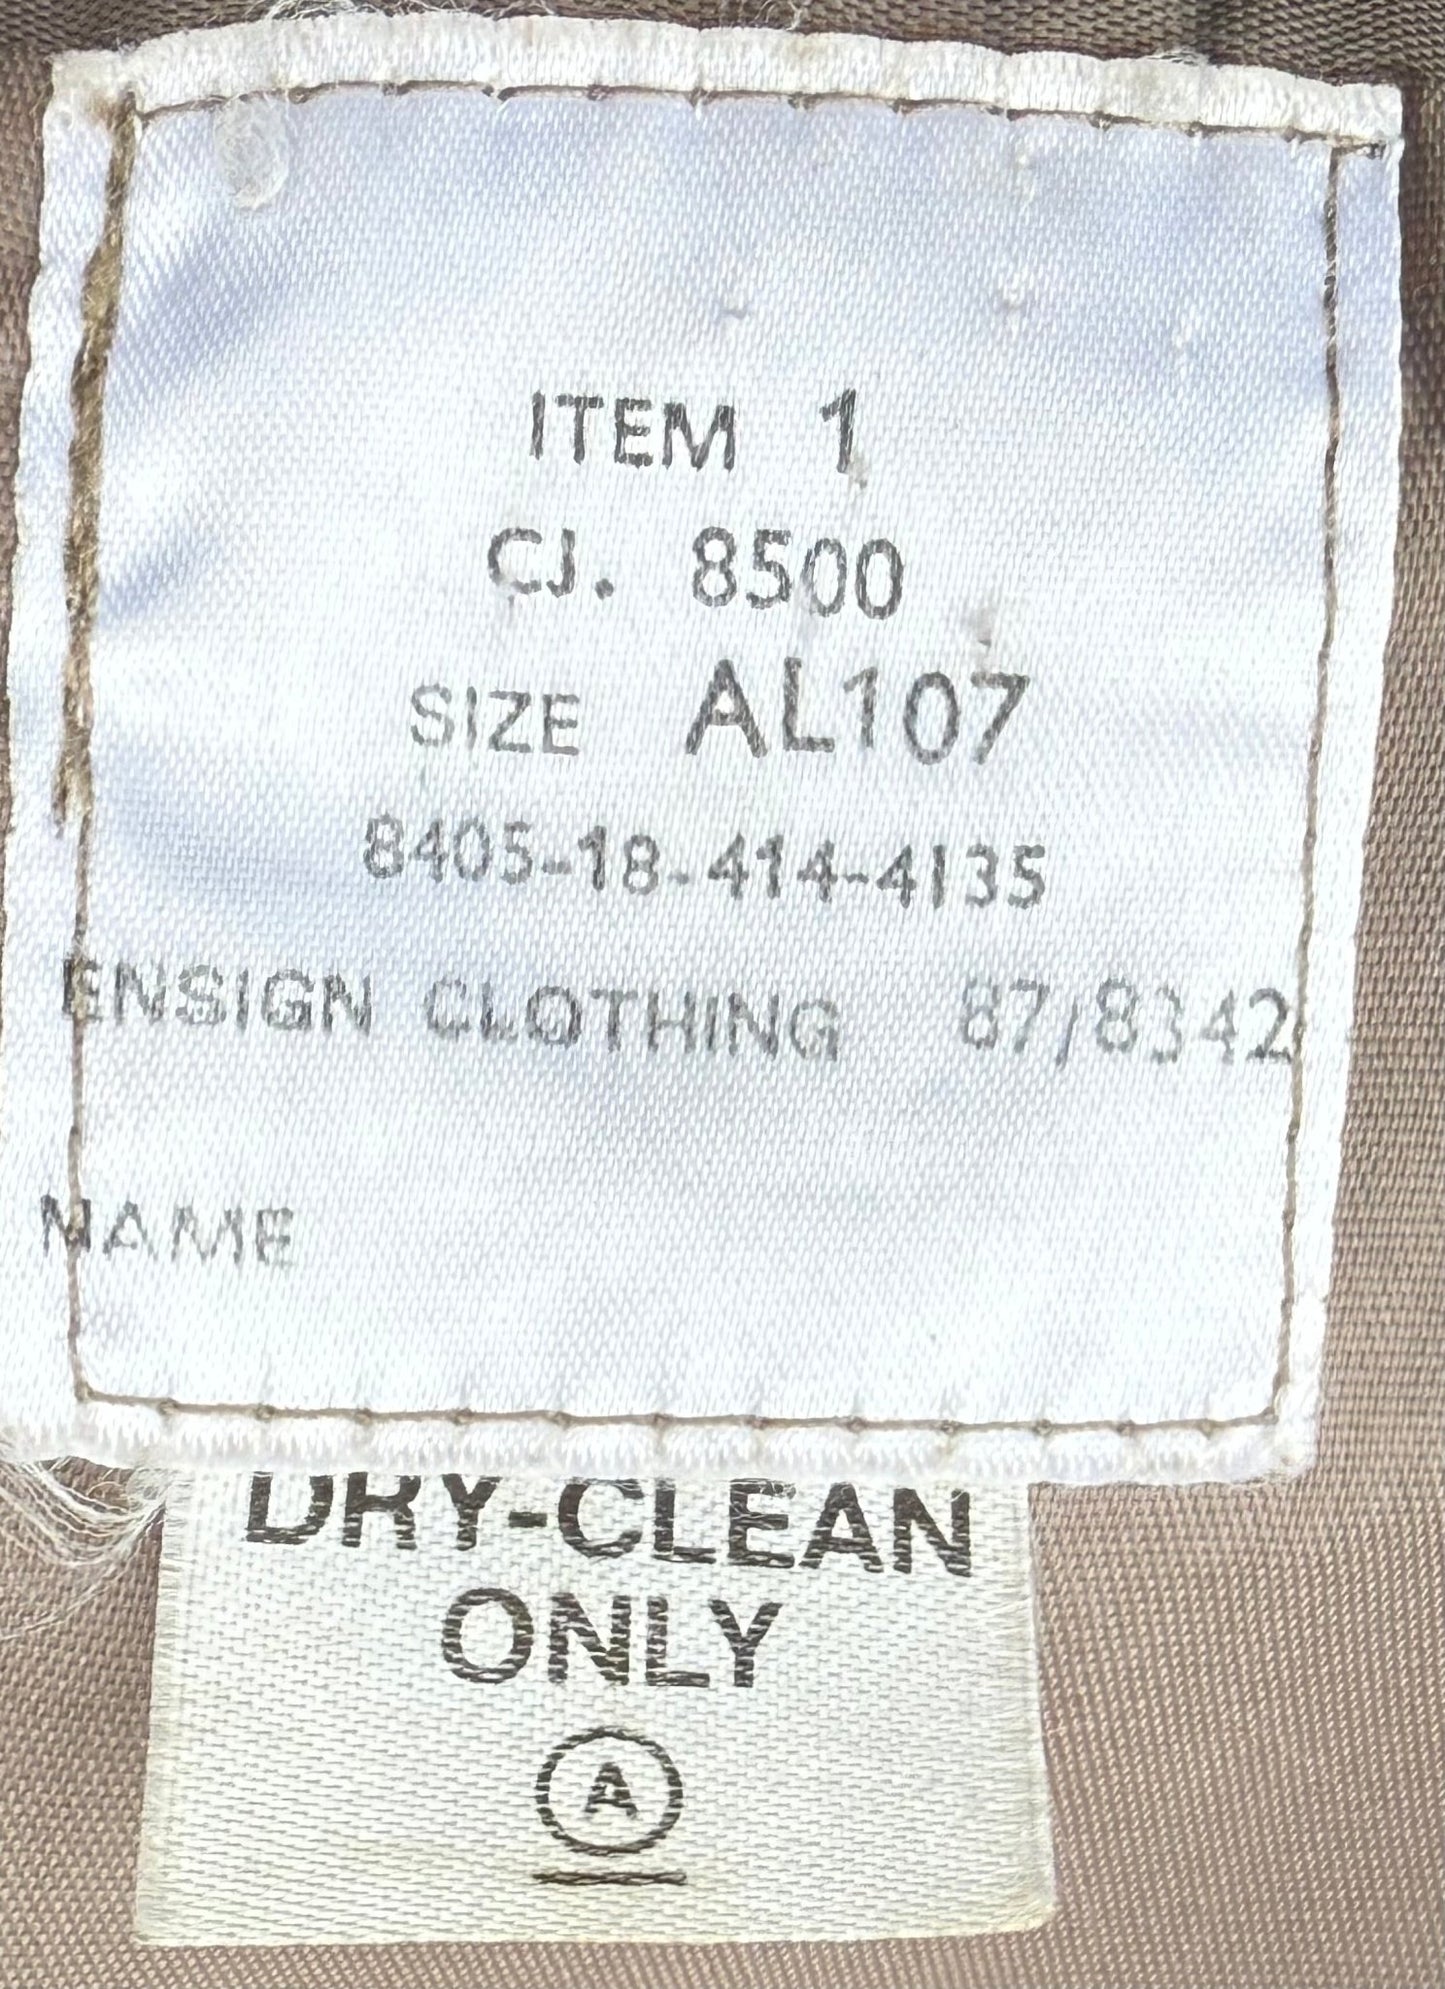 ITEM 1
CJ. 8500
SIZE AL107
8405-18-414-4135
ENSIGN CLOTHING 87/8342
NAME
DRY-CLEAN
ONLY
A